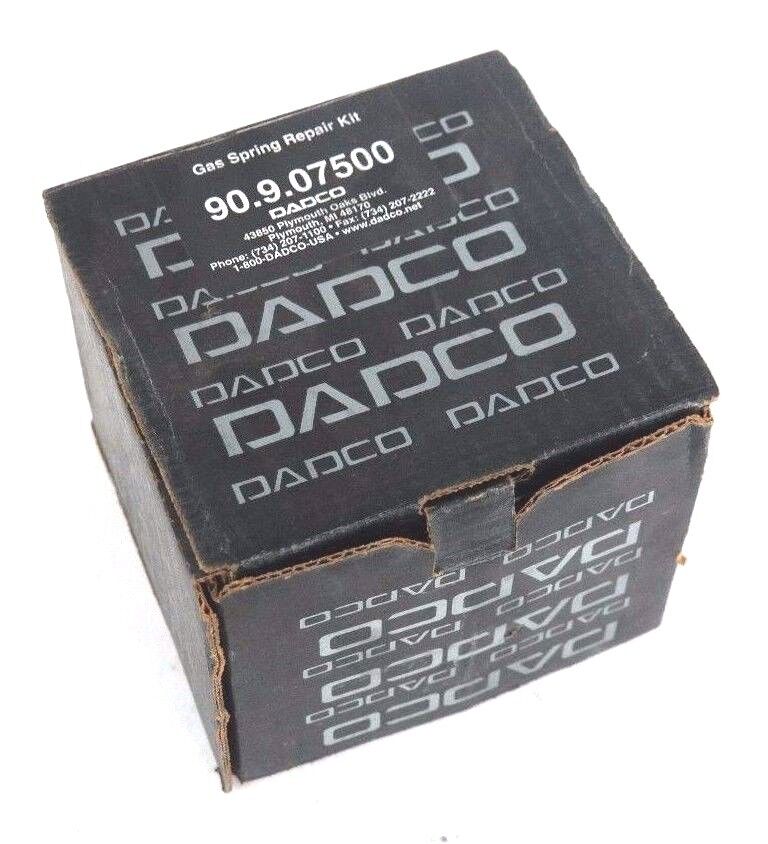 Gas Spring Repair Kit
90.9.07500
DADCO
43850 Plymouth Oaks Blvd.
Plymouth, MI 48170
Phone: (734) 207-1100 • Fax: (734) 207-2222
1-800-DADCO-USA • www.dadco.net
DADCO DADCO
DADCO
DADCO DADCO
DADCO
DADCO DADCO
DADCO
DADCO
DADCO
DADCO
DADCO
DADCO
DADCO
DADCO
DADCO
DADCO
DADCO
DADCO